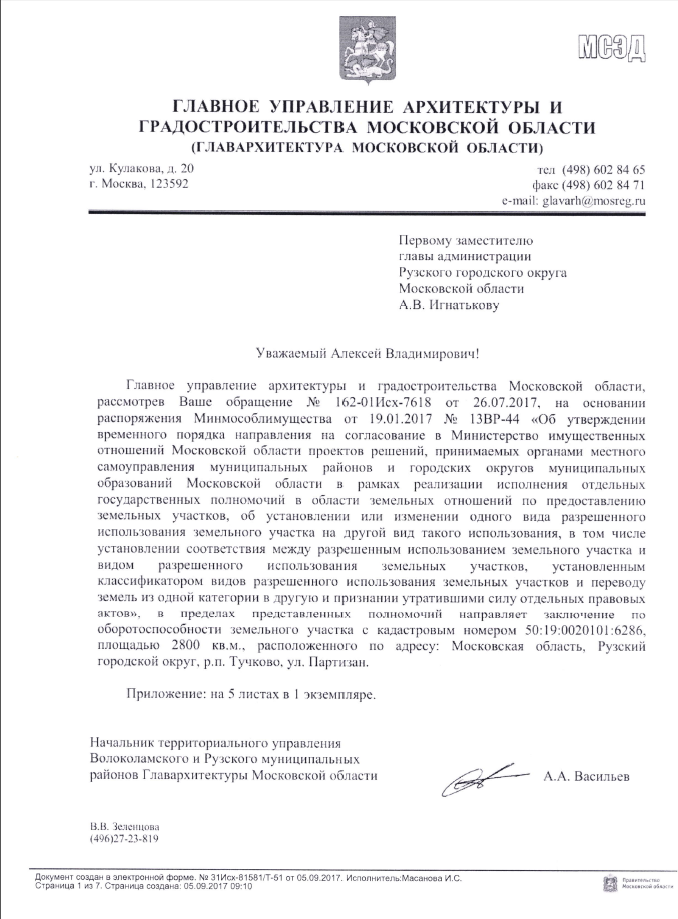 МСЭД
ГЛАВНОЕ УПРАВЛЕНИЕ АРХИТЕКТУРЫ И
ГРАДОСТРОИТЕЛЬСТВА МОСКОВСКОЙ ОБЛАСТИ
(ГЛАВАРХИТЕКТУРА МОСКОВСКОЙ ОБЛАСТИ)
ул. Кулакова, д. 20
г. Москва, 123592
тел (498) 602 84 65
факс (498) 602 84 71
e-mail: glavarh@mosreg.ru
Первому заместителю
главы администрации
Рузского городского округа
Московской области
А.В. Игнатькову
Уважаемый Алексей Владимирович!
Главное управление архитектуры и градостроительства Московской области,
рассмотрев Ваше обращение № 162-01Исх-7618 от 26.07.2017, на основании
распоряжения Минмособлимущества от 19.01.2017 № 13ВР-44 «Об утверждении
временного порядка направления на согласование в Министерство имущественных
отношений Московской области проектов решений, принимаемых органами местного
самоуправления муниципальных районов и городских округов муниципальных
образований Московской области в рамках реализации исполнения отдельных
государственных полномочий в области земельных отношений по предоставлению
земельных участков, об установлении или изменении одного вида разрешенного
использования земельного участка на другой вид такого использования, в том числе
установлении соответствия между разрешенным использованием земельного участка и
видом разрешенного использования земельных участков, установленным
классификатором видов разрешенного использования земельных участков и переводу
земель из одной категории в другую и признании утратившими силу отдельных правовых
актов», в пределах представленных полномочий направляет заключение по
оборотоспособности земельного участка с кадастровым номером 50:19:0020101:6286,
площадью 2800 кв.м., расположенного по адресу: Московская область, Рузский
городской округ, р.п. Тучково, ул. Партизан.
Приложение: на 5 листах в 1 экземпляре.
Начальник территориального управления
Волоколамского и Рузского муниципальных
районов Главархитектуры Московской области
А.А. Васильев
В.В. Зеленцова
(496)27-23-819
Документ создан в электронной форме. № 31Исх-81581/Т-51 от 05.09.2017. Исполнитель:Масанова И.С.
Страница 1 из 7. Страница создана: 05.09.2017 09:10
Правительство
Московской области